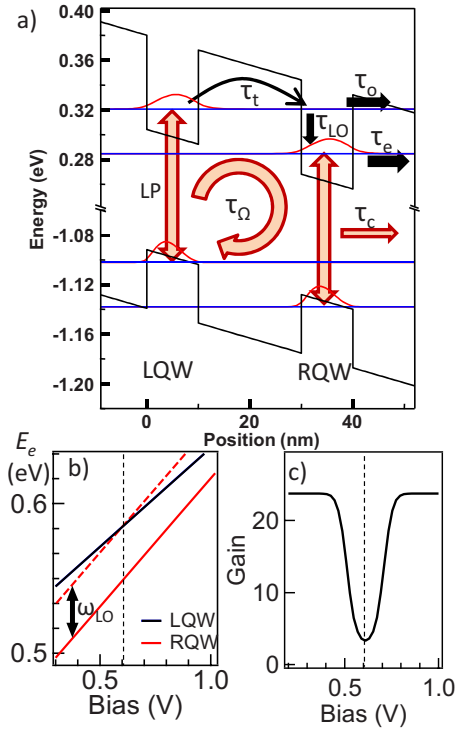 a)
0.40
0.36
0.32
0.28
-1.08
-1.12
-1.16
-1.20
Energy (eV)
τt
τo
τLO
τe
LP
τΩ
τc
LQW
RQW
0
20
40
Position (nm)
Ee
(eV)
b)
0.6
0.5
ωLO
LQW
RQW
0.5
1.0
Bias (V)
c)
Gain
20
10
0
0.5
1.0
Bias (V)